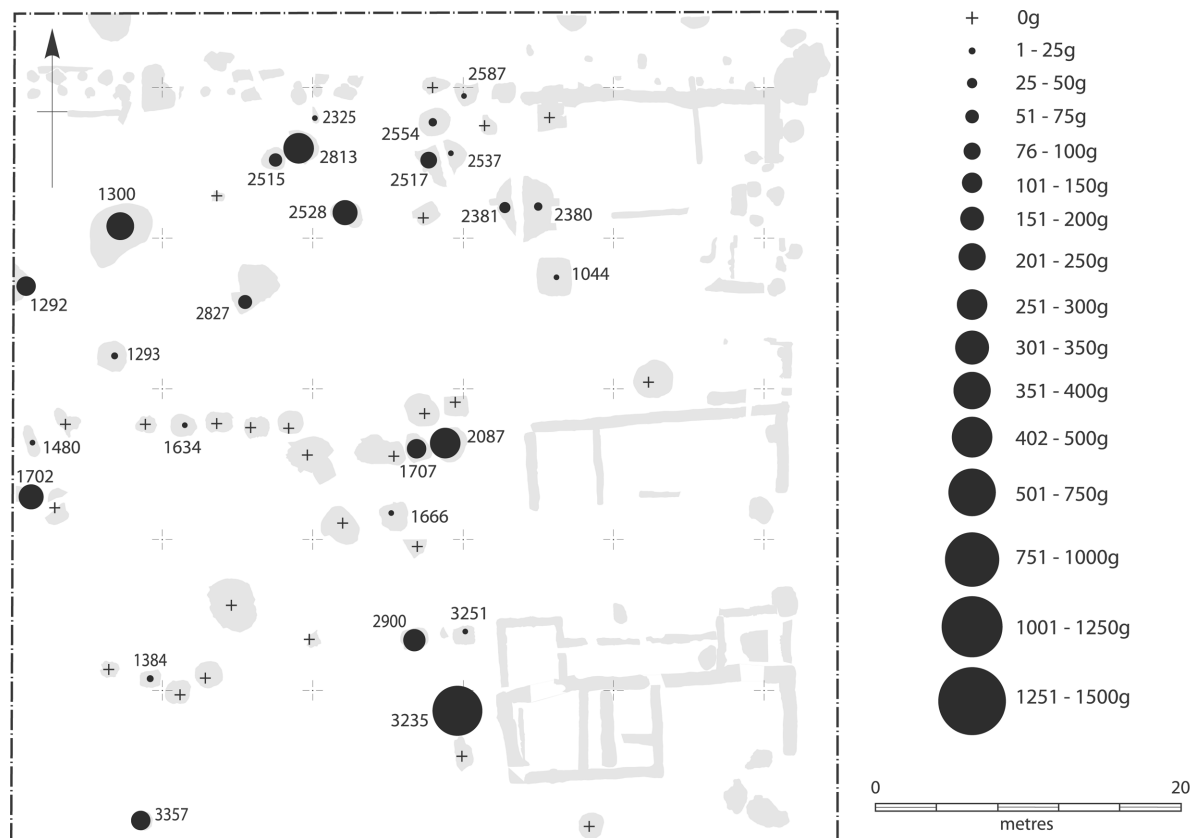 2587
2325
2554
2813
2537
2515
2517
1300
2528
2381
2380
1044
1292
2827
1293
1480
1634
2087
1707
1702
1666
2900
3251
1384
3235
3357
0g
1 - 25g
25 - 50g
51 - 75g
76 - 100g
101 - 150g
151 - 200g
201 - 250g
251 - 300g
301 - 350g
351 - 400g
402 - 500g
501 - 750g
751 - 1000g
1001 - 1250g
1251 - 1500g
0 20
metres